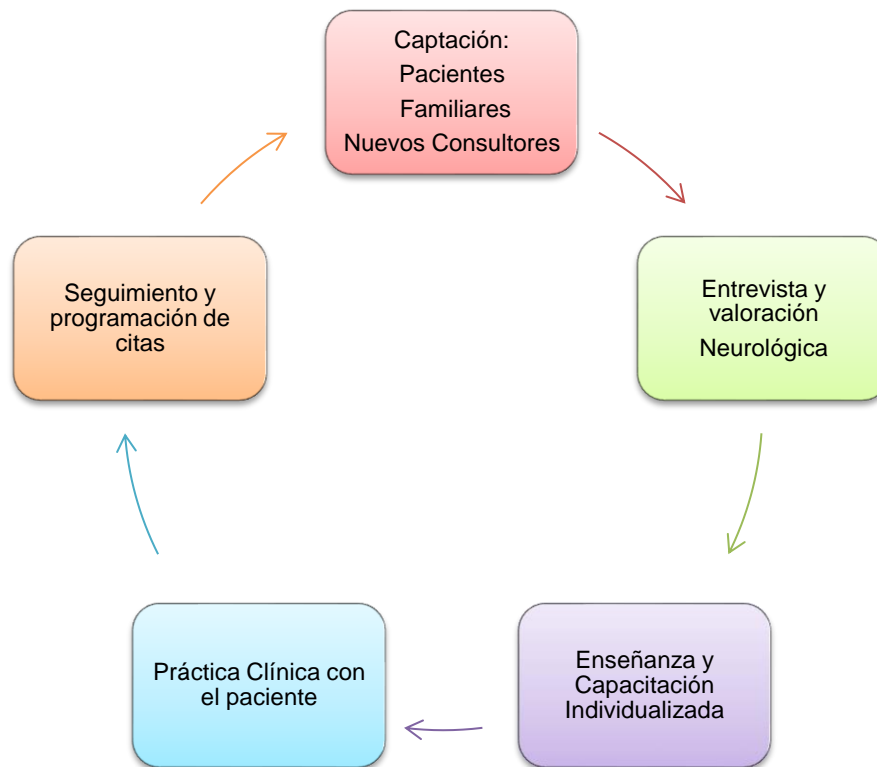 Captación:
Pacientes
Familiares
Nuevos Consultores
Entrevista y
valoración
Neurológica
Enseñanza y
Capacitación
Individualizada
Práctica Clínica con
el paciente
Seguimiento y
programación de
citas